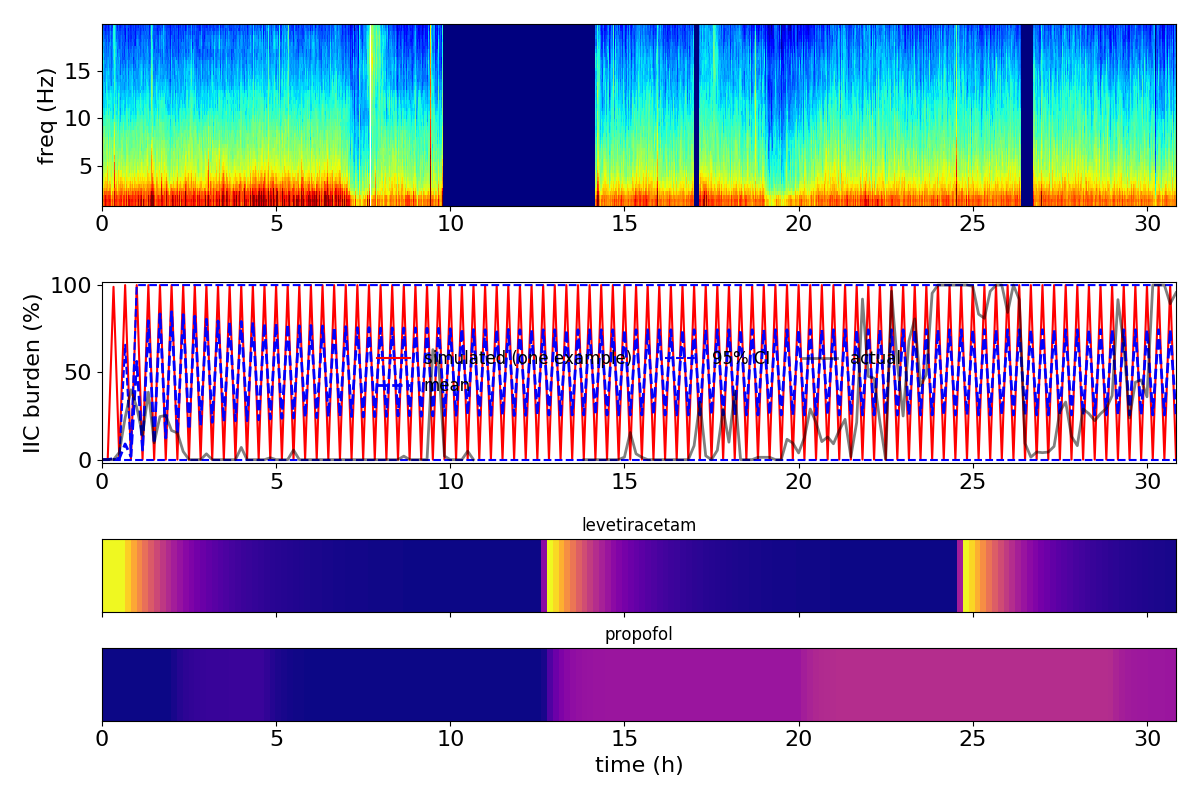 freq (Hz)
15
10
5
0 5 10 15 20 25 30
IIC burden (%)
100
50
0
simulated (one example) 95% CI actual
mean
0 5 10 15 20 25 30
levetiracetam
propofol
0 5 10 15 20 25 30
time (h)